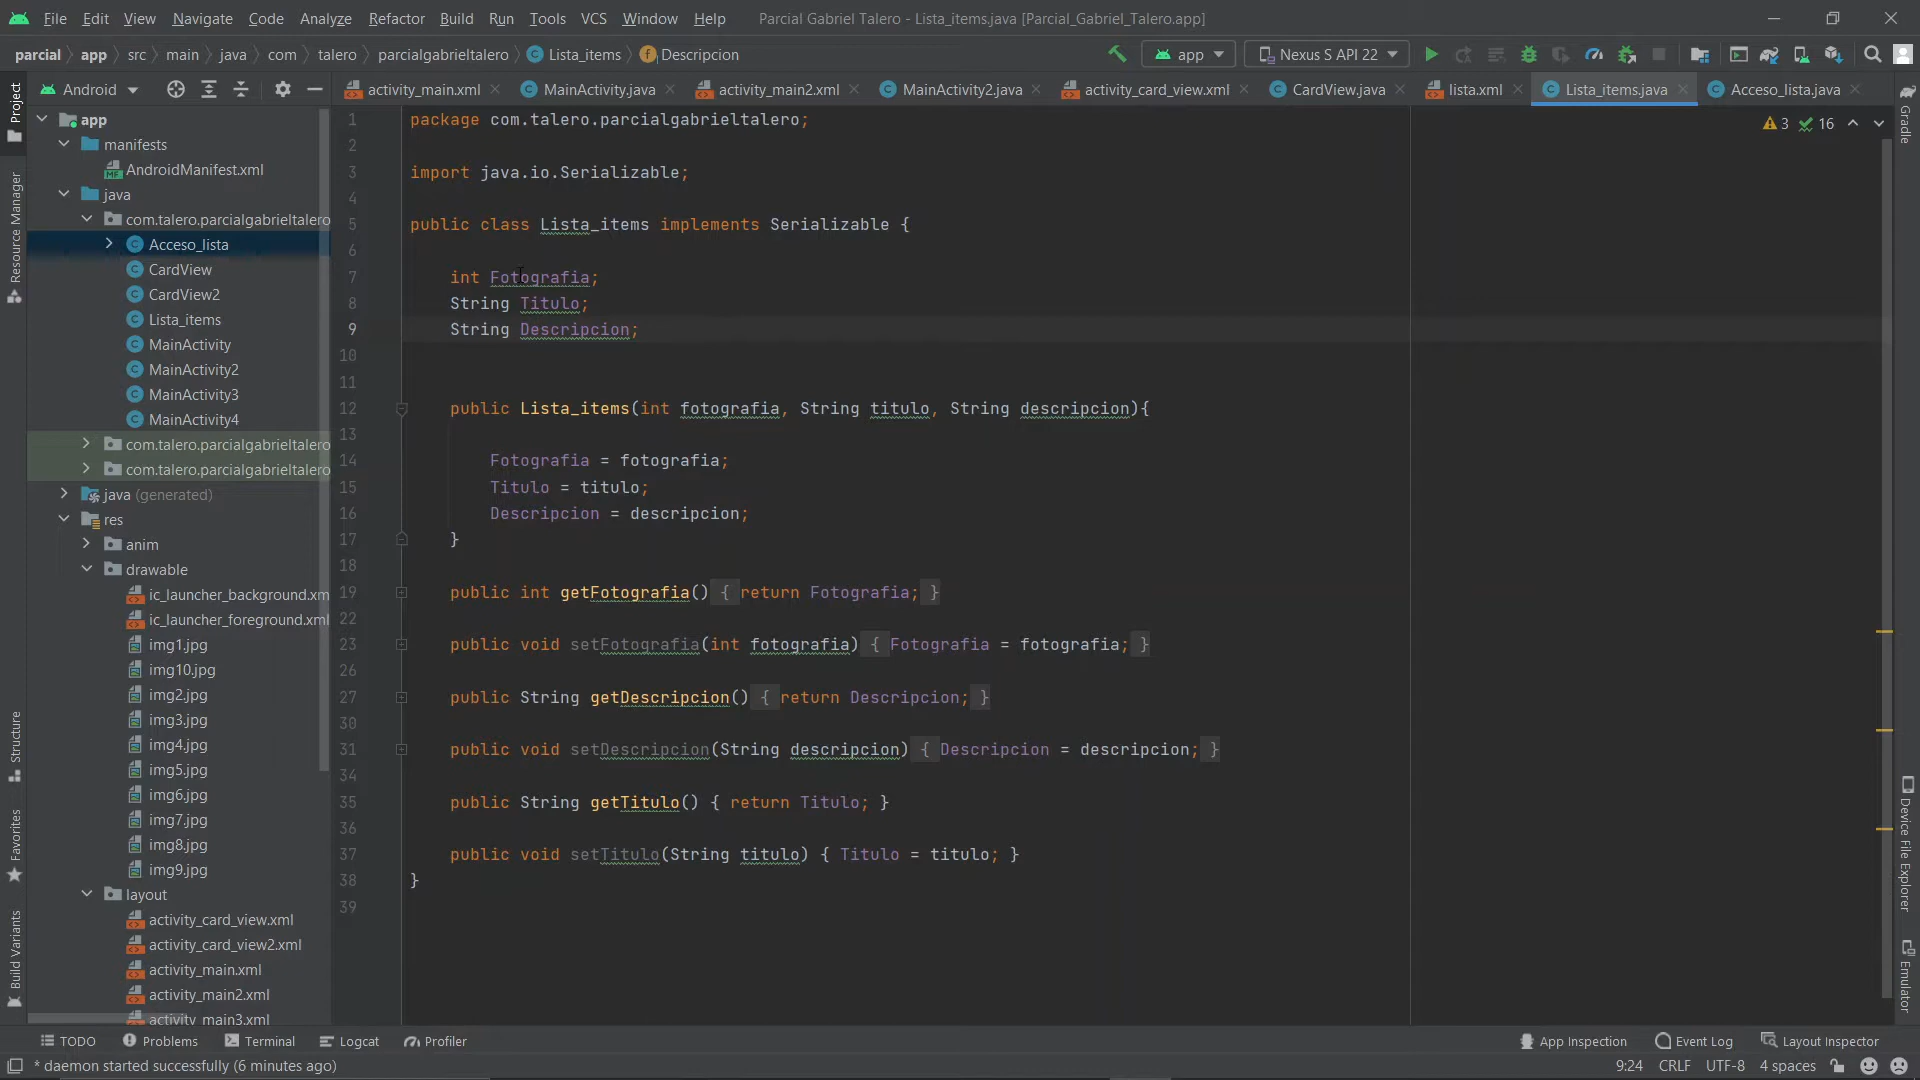 File Edit View Navigate Code Analyze Refactor Build Run Tools VCS Window Help Parcial Gabriel Talero - Lista_items.java [Parcial_Gabriel_Talero.app]
parcial app src main java com talero parcialgabrieltalero Lista_items Descripcion app Nexus S API 22
Android activity_main.xml MainActivity.java activity_main2.xml MainActivity2.java activity_card_view.xml CardView.java lista.xml Lista_items.java Acceso_lista.java
Project
Resource Manager
Structure
Favorites
Build Variants
app
manifests
AndroidManifest.xml
java
com.talero.parcialgabrieltalero
Acceso_lista
CardView
CardView2
Lista_items
MainActivity
MainActivity2
MainActivity3
MainActivity4
com.talero.parcialgabrieltalero
com.talero.parcialgabrieltalero
java (generated)
res
anim
drawable
ic_launcher_background.xm
ic_launcher_foreground.xml
img1.jpg
img10.jpg
img2.jpg
img3.jpg
img4.jpg
img5.jpg
img6.jpg
img7.jpg
img8.jpg
img9.jpg
layout
activity_card_view.xml
activity_card_view2.xml
activity_main.xml
activity_main2.xml
activity_main3.xml
3 16
1 package com.talero.parcialgabrieltalero;
2
3 import java.io.Serializable;
4
5 public class Lista_items implements Serializable {
6
7 int Fotografia;
8 String Titulo;
9 String Descripcion;
10
11
12 public Lista_items(int fotografia, String titulo, String descripcion){
13
14 Fotografia = fotografia;
15 Titulo = titulo;
16 Descripcion = descripcion;
17 }
18
19 public int getFotografia() { return Fotografia; }
22
23 public void setFotografia(int fotografia) { Fotografia = fotografia; }
26
27 public String getDescripcion() { return Descripcion; }
30
31 public void setDescripcion(String descripcion) { Descripcion = descripcion; }
34
35 public String getTitulo() { return Titulo; }
36
37 public void setTitulo(String titulo) { Titulo = titulo; }
38 }
39
Gradle
Device File Explorer
Emulator
TODO Problems Terminal Logcat Profiler App Inspection Event Log Layout Inspector
* daemon started successfully (6 minutes ago) 9:24 CRLF UTF-8 4 spaces